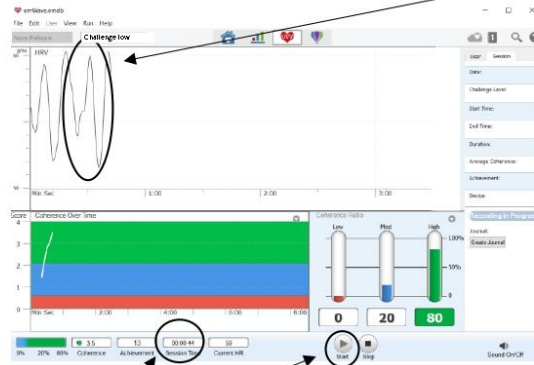 emWave.emdb
File Edit User View Run Help
Challenge low
1
HRV
User Session
Date:
Challenge Level
Start Time:
End Time:
Duration:
Average Coherence:
Achievement:
Device
Recording in Progress
Journal:
Create Journal
Min:Sec 1:00 2:00 3:00
Score Coherence Over Time
4
3
2
1
0
Min:Sec 2:00 4:00 6:00 8:00
Coherence Ratio
Low Med High
100%
50%
0
0 20 80
0% 20% 80%
3.5
Coherence
Achievement
00:00:44
Session Time
Current HR
Start Stop
Sound On/Off